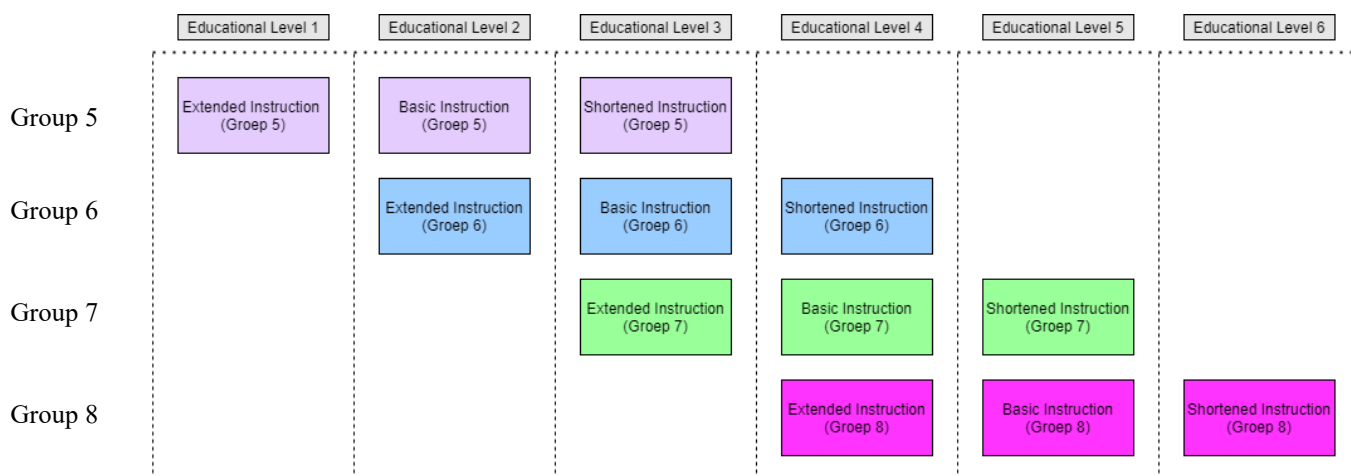 Educational Level 1 Educational Level 2 Educational Level 3 Educational Level 4 Educational Level 5 Educational Level 6
Group 5
Extended Instruction
(Groep 5)
Basic Instruction
(Groep 5)
Shortened Instruction
(Groep 5)
Group 6
Extended Instruction
(Groep 6)
Basic Instruction
(Groep 6)
Shortened Instruction
(Groep 6)
Group 7
Extended Instruction
(Groep 7)
Basic Instruction
(Groep 7)
Shortened Instruction
(Groep 7)
Group 8
Extended Instruction
(Groep 8)
Basic Instruction
(Groep 8)
Shortened Instruction
(Groep 8)